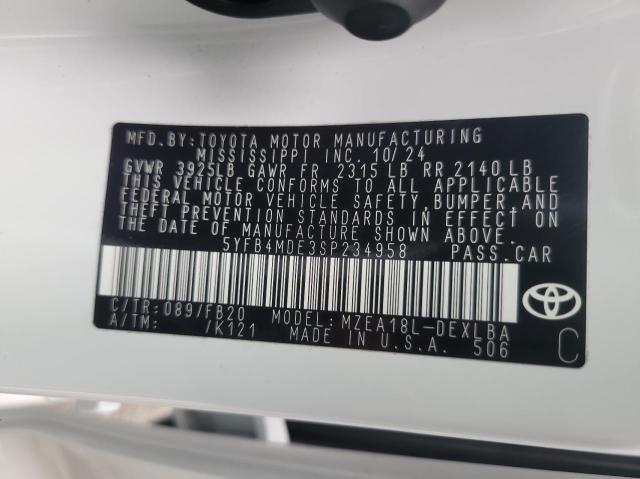 MFD. BY: TOYOTA MOTOR MANUFACTURING
MISSISSIPPI INC. 10/24
GVWR 3925LB GAWR FR 2315 LB RR 2140 LB
THIS VEHICLE CONFORMS TO ALL APPLICABLE
FEDERAL MOTOR VEHICLE SAFETY, BUMPER, AND
THEFT PREVENTION STANDARDS IN EFFECT ON
THE DATE OF MANUFACTURE SHOWN ABOVE.
5YFB4MDE3SP234958 PASS.CAR
C/TR: 089/FB20 MODEL: MZEA18L-DEXLBA
A/TM: /K121 MADE IN U.S.A. 506
C